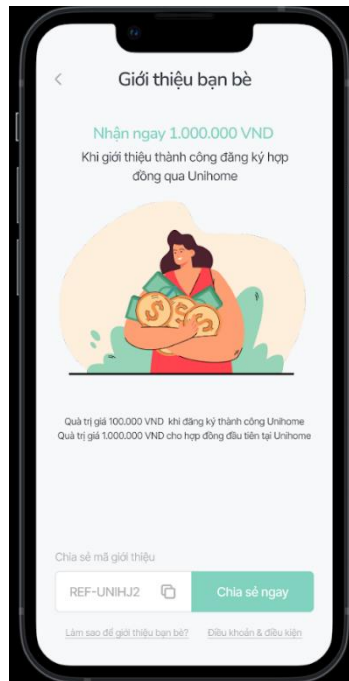 Giới thiệu bạn bè
Nhận ngay 1.000.000 VND
Khi giới thiệu thành công đăng ký hợp
đồng qua Unihome
Quà trị giá 100.000 VND khi đăng ký thành công Unihome
Quà trị giá 1.000.000 VND cho hợp đồng đầu tiên tại Unihome
Chia sẻ mã giới thiệu
REF-UNIHJ2
Chia sẻ ngay
Làm sao để giới thiệu bạn bè?
Điều khoản & điều kiện